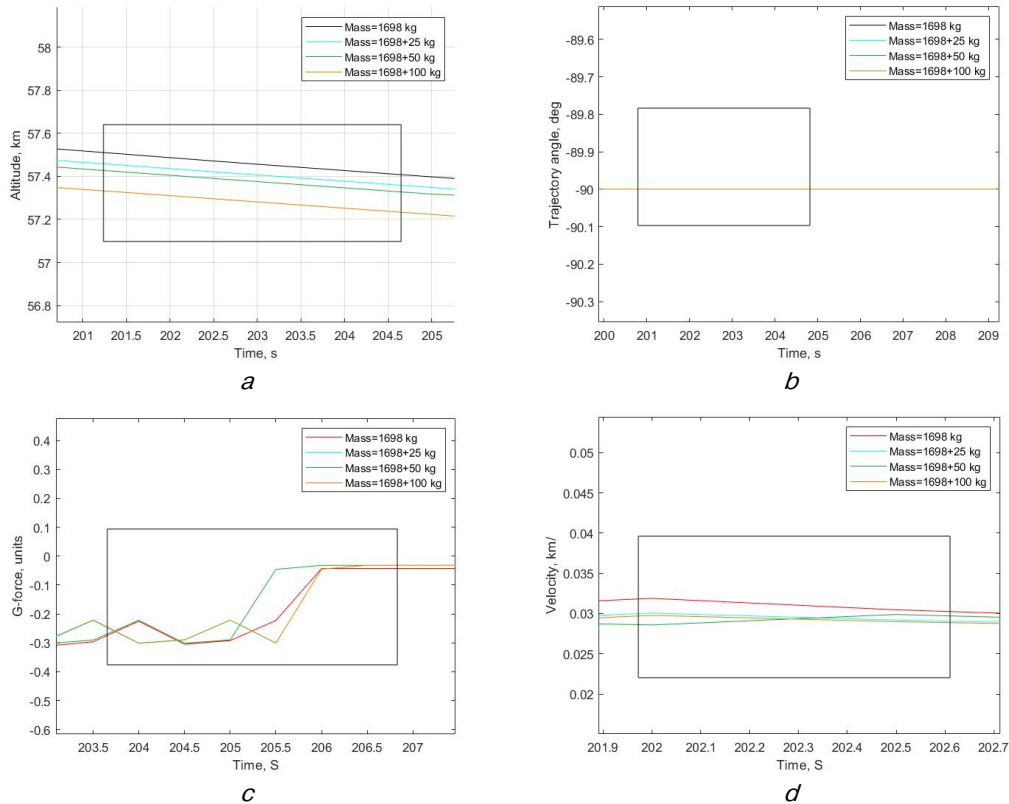 Mass=1698 kg
Mass=1698+25 kg
Mass=1698+50 kg
Mass=1698+100 kg
58
57.8
57.6
57.4
57.2
57
56.8
Altitude, km
201 201.5 202 202.5 203 203.5 204 204.5 205
Time, s
a
Mass=1698 kg
Mass=1698+25 kg
Mass=1698+50 kg
Mass=1698+100 kg
-89.6
-89.7
-89.8
-89.9
-90
-90.1
-90.2
-90.3
Trajectory angle, deg
200 201 202 203 204 205 206 207 208 209
Time, s
b
Mass=1698 kg
Mass=1698+25 kg
Mass=1698+50 kg
Mass=1698+100 kg
0.4
0.3
0.2
0.1
0
-0.1
-0.2
-0.3
-0.4
-0.5
-0.6
G-force, units
203.5 204 204.5 205 205.5 206 206.5 207
Time, S
c
Mass=1698 kg
Mass=1698+25 kg
Mass=1698+50 kg
Mass=1698+100 kg
0.05
0.04
0.035
0.03
0.025
0.02
Velocity, km/
201.9 202 202.1 202.2 202.3 202.4 202.5 202.6 202.7
Time, S
d